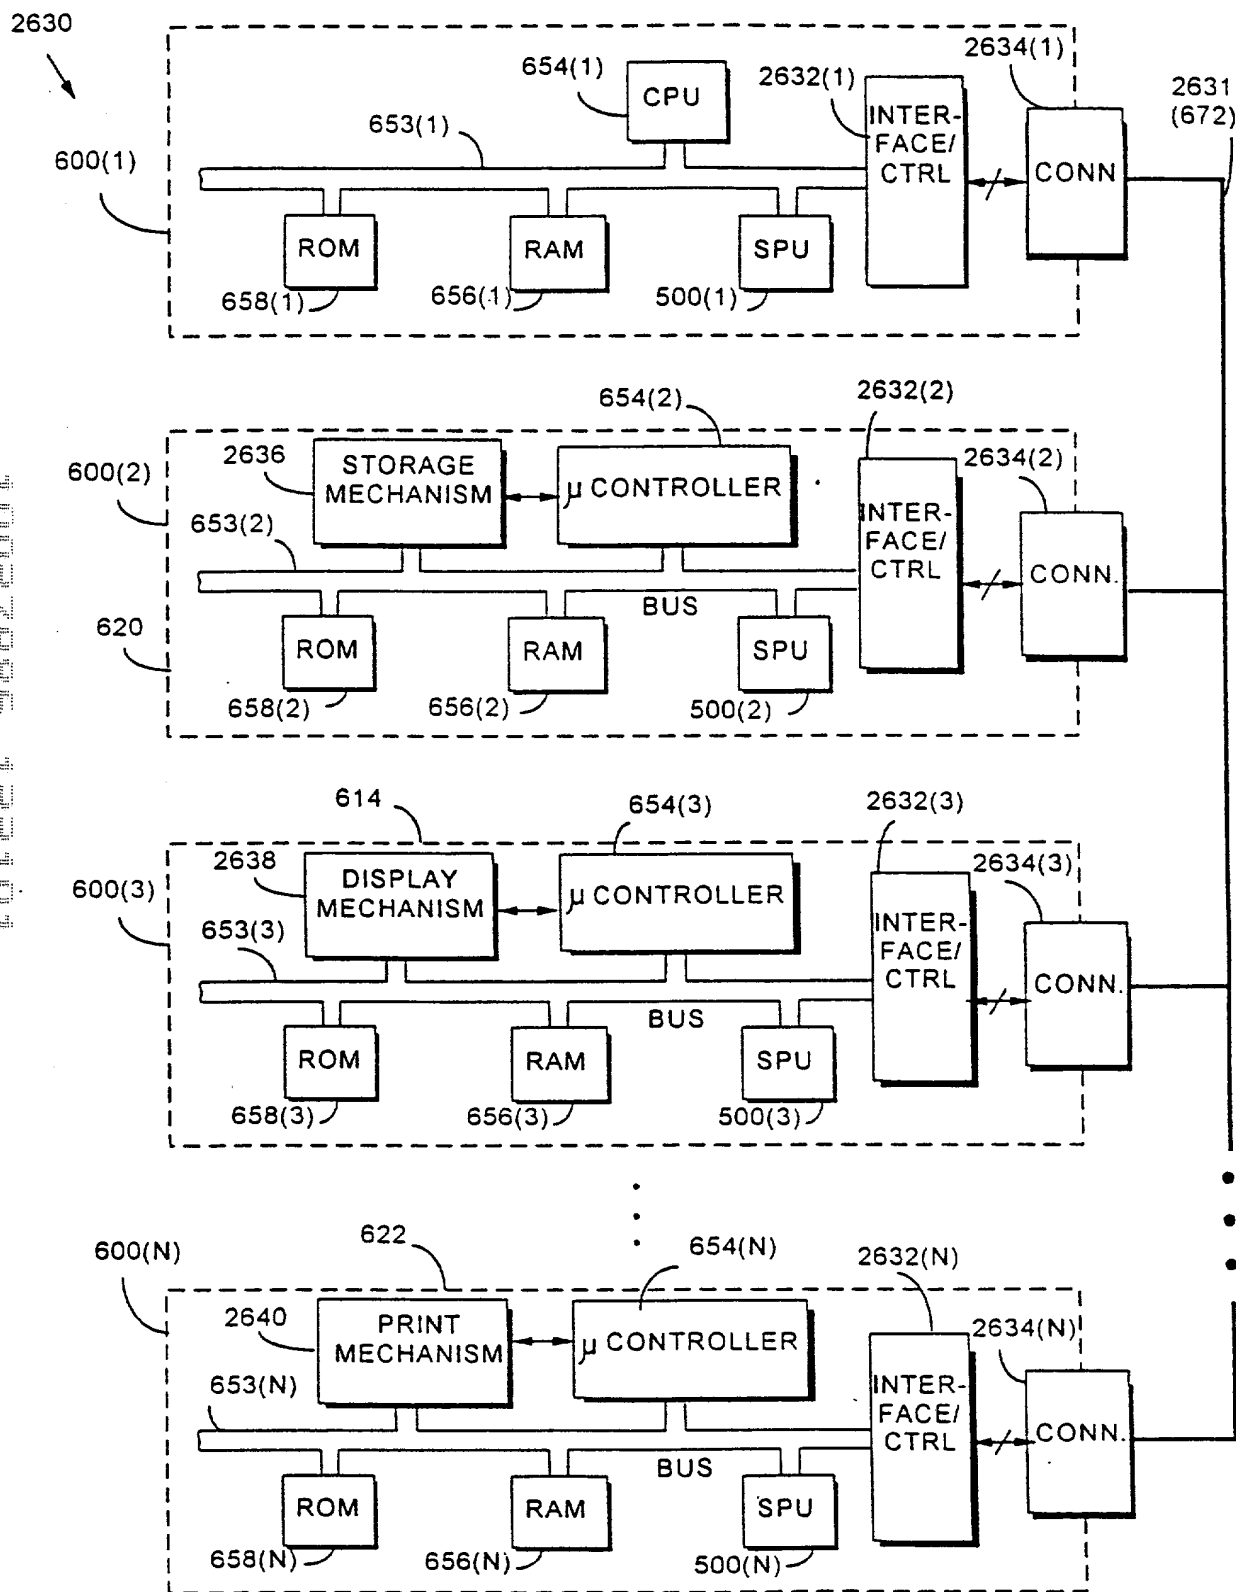 2630
654(1)
CPU
2632(1)
INTER-
FACE/
CTRL
2634(1)
CONN
2631
(672)
653(1)
600(1)
ROM
RAM
SPU
658(1)
656(1)
500(1)
654(2)
2632(2)
2636
STORAGE
MECHANISM
μ CONTROLLER
2634(2)
600(2)
653(2)
INTER-
FACE/
CTRL
CONN.
BUS
620
ROM
RAM
SPU
658(2)
656(2)
500(2)
614
654(3)
2632(3)
2638
DISPLAY
MECHANISM
μ CONTROLLER
2634(3)
600(3)
653(3)
INTER-
FACE/
CTRL
CONN.
BUS
ROM
RAM
SPU
658(3)
656(3)
500(3)
600(N)
622
654(N)
2632(N)
2640
PRINT
MECHANISM
μ CONTROLLER
2634(N)
653(N)
INTER-
FACE/
CTRL
CONN.
BUS
ROM
RAM
SPU
658(N)
656(N)
500(N)